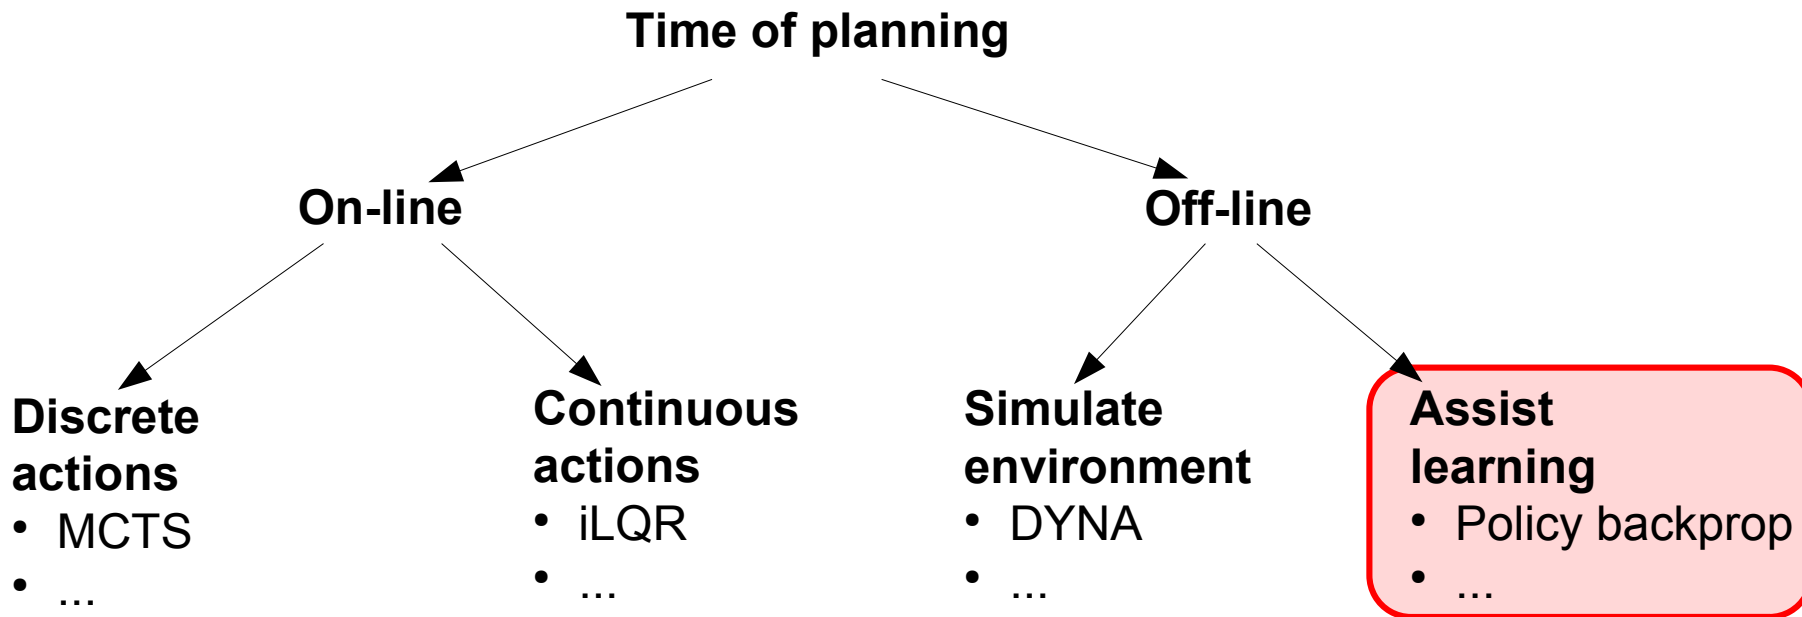 Time of planning
On-line
Off-line
Discrete
actions
• MCTS
• ...
Continuous
actions
• iLQR
• ...
Simulate
environment
• DYNA
• ...
Assist
learning
• Policy backprop
• ...